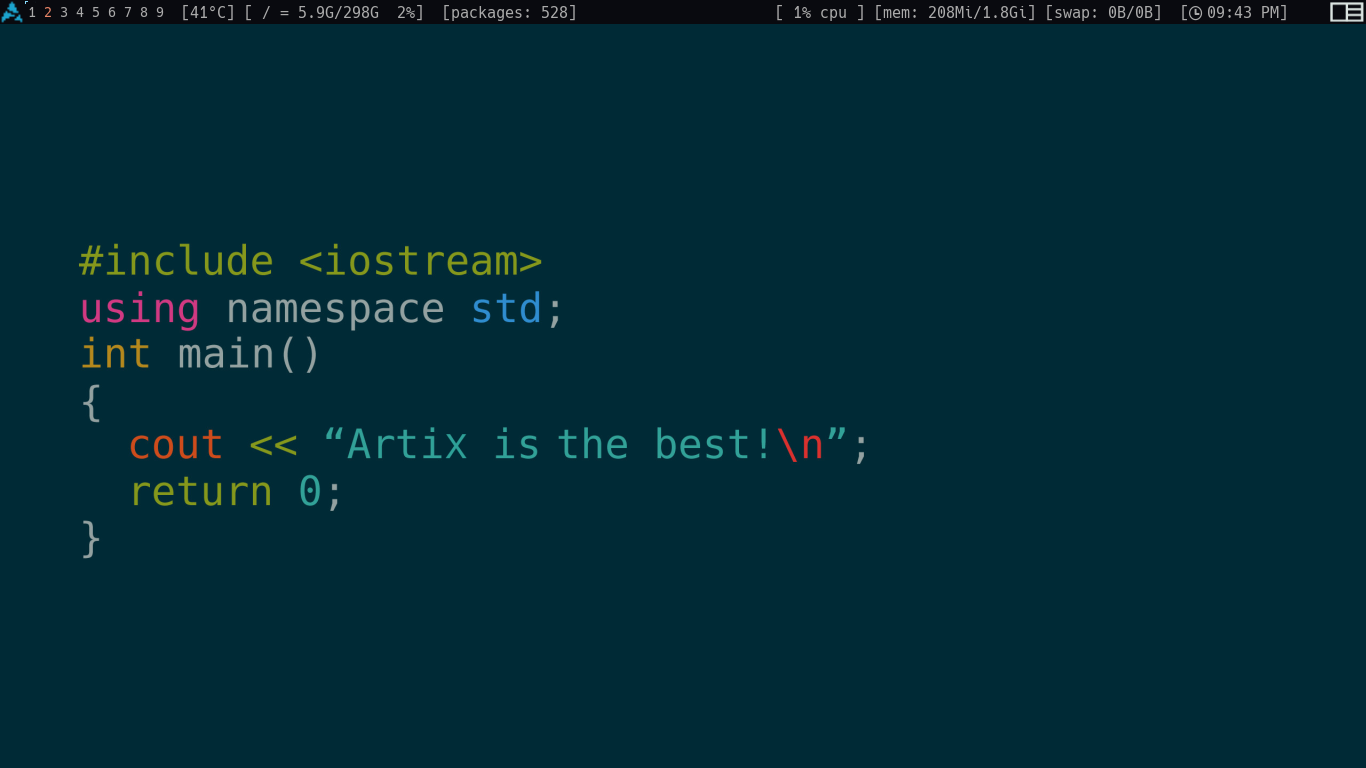 1 2 3 4 5 6 7 8 9 [41°C] [ / = 5.9G/298G 2%] [packages: 528] [ 1% cpu ] [mem: 208Mi/1.8Gi] [swap: 0B/0B] [09:43 PM]
#include <iostream>
using namespace std;
int main()
{
  cout << “Artix is the best!\n”;
  return 0;
}